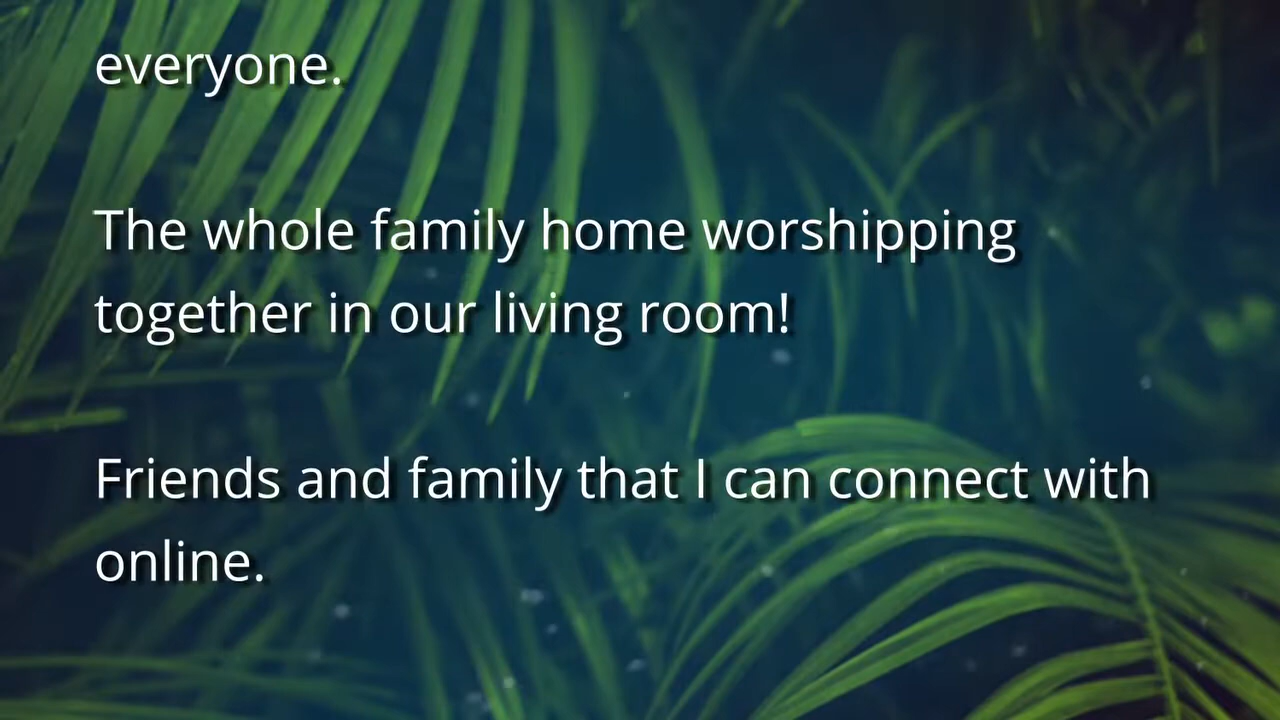 everyone.
The whole family home worshipping
together in our living room!
Friends and family that I can connect with
online.